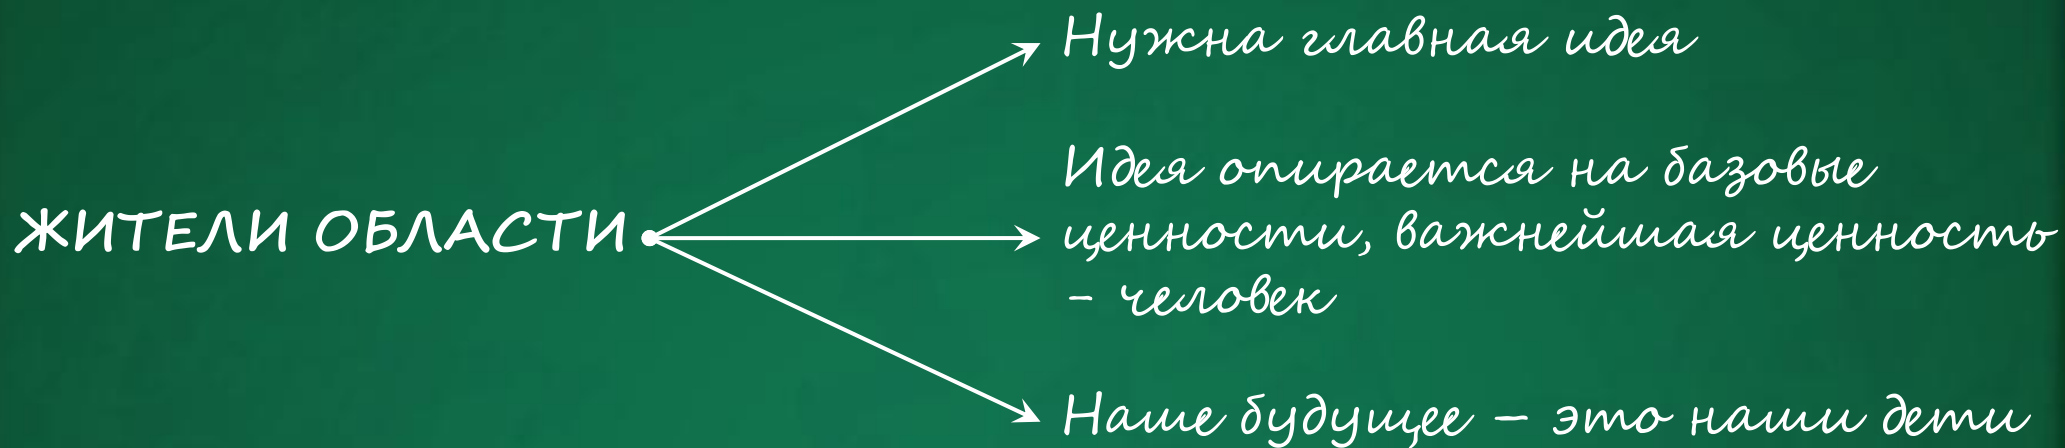 Нужна главная идея
Идея опирается на базовые
ЖИТЕЛИ ОБЛАСТИ
ценности, важнейшая ценность
- человек
Наше будущее – это наши дети